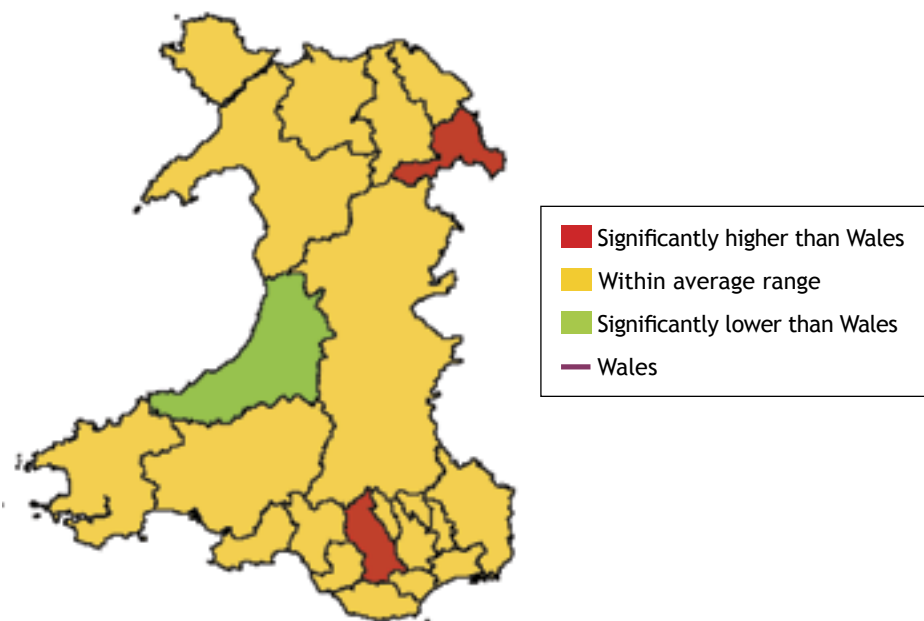 Significantly higher than Wales
Within average range
Significantly lower than Wales
Wales